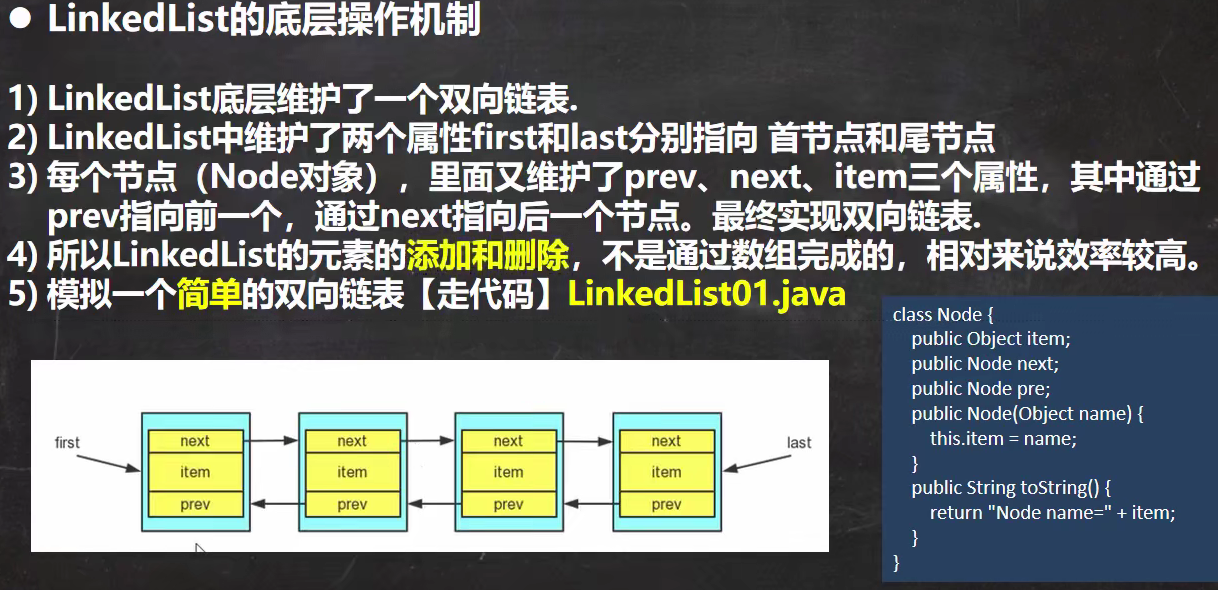 ● LinkedList的底层操作机制
1) LinkedList底层维护了一个双向链表.
2) LinkedList中维护了两个属性first和last分别指向 首节点和尾节点
3) 每个节点（Node对象），里面又维护了prev、next、item三个属性，其中通过
prev指向前一个，通过next指向后一个节点。最终实现双向链表.
4) 所以LinkedList的元素的添加和删除，不是通过数组完成的，相对来说效率较高。
5) 模拟一个简单的双向链表【走代码】LinkedList01.java
first
next next next next
item item item item
prev prev prev prev
last
class Node {
public Object item;
public Node next;
public Node pre;
public Node(Object name) {
this.item = name;
}
public String toString() {
return "Node name=" + item;
}
}